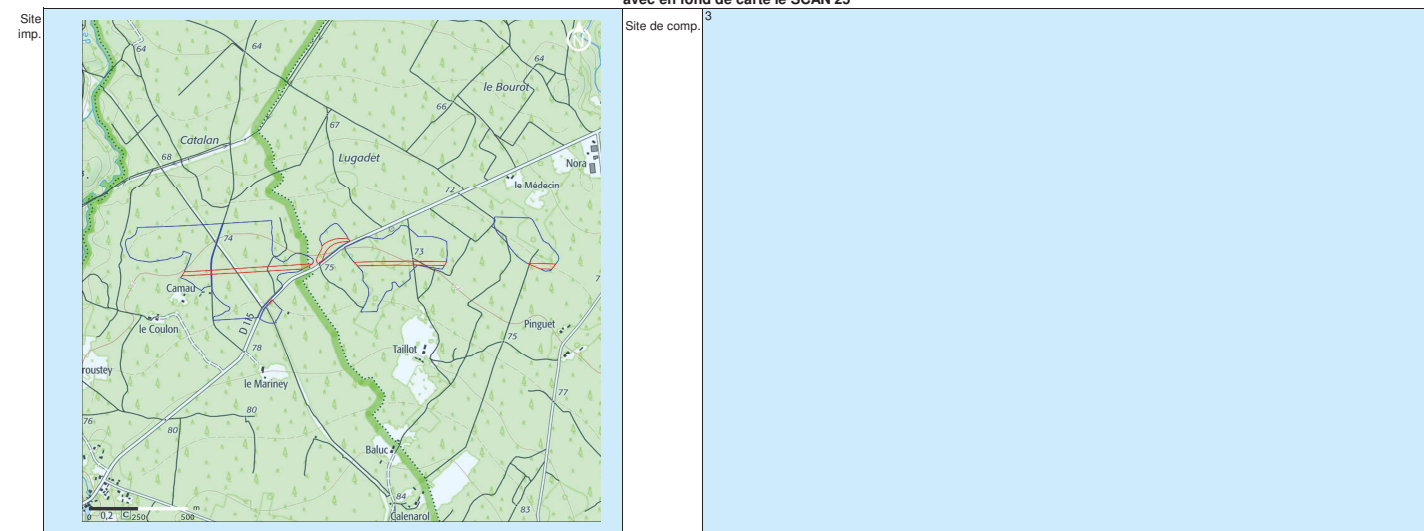 avec en fond de carte le SCAN 25
Site
imp.
Site de comp.
3
64
64
64
N
le Bourot
66
67
Catalan
68
Lugadet
Nora
72
le Médecin
74
73
75
Camau
D 115
le Coulon
Pinguet
75
78
Taillot
roustey
le Mariney
77
76
80
80
Baluc
84
83
Calenarol
m
0 0,2 250 500